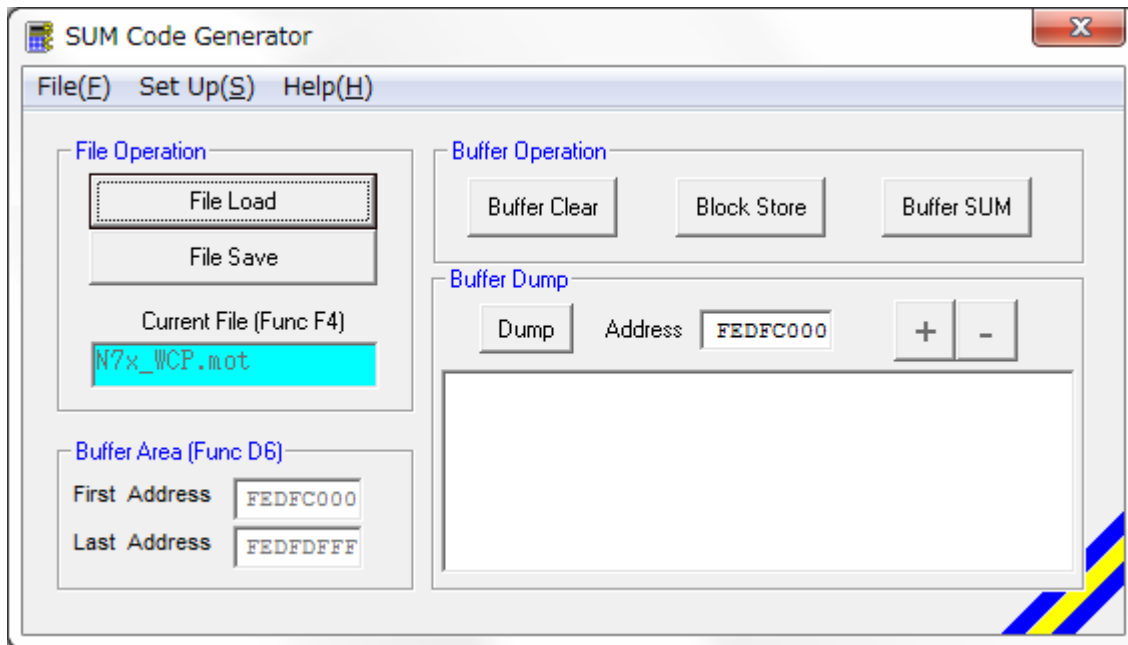 SUM Code Generator
File(F) Set Up(S) Help(H)
File Operation
File Load
File Save
Current File (Func F4)
N7x_WCP.mot
Buffer Area (Func D6)
First Address FEDFC000
Last Address FEDFDFFF
Buffer Operation
Buffer Clear Block Store Buffer SUM
Buffer Dump
Dump Address FEDFC000 + -